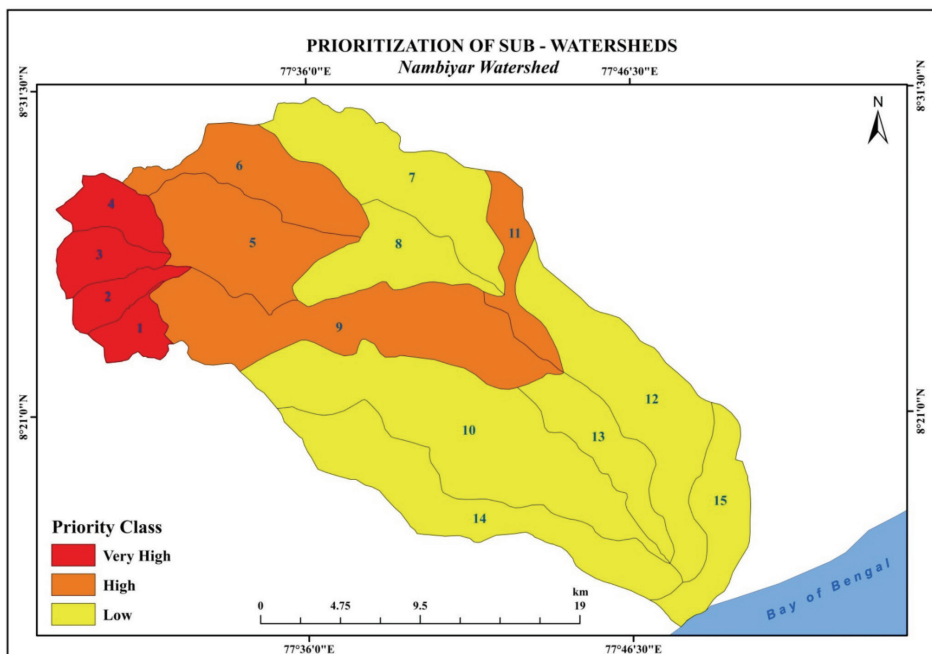 PRIORITIZATION OF SUB - WATERSHEDS
Nambiyar Watershed
77°36'0"E
77°46'30"E
8°31'30"N
8°31'30"N
N
6
7
4
11
5
8
3
2
1
9
12
8°21'0"N
8°21'0"N
10
13
15
14
Priority Class
Very High
High
Low
km
0
4.75
9.5
19
Bay of Bengal
77°36'0"E
77°46'30"E